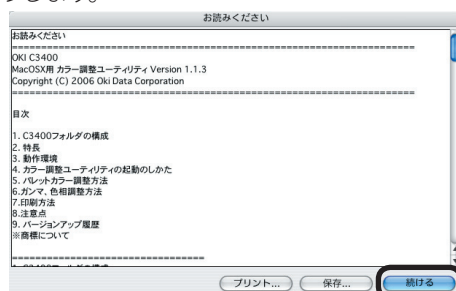 します。
お読みください
お読みください
================================================================
OKI C3400
MacOSX用 カラー調整ユーティリティ Version 1.1.3
Copyright (C) 2006 Oki Data Corporation
================================================================
目次
1. C3400フォルダの構成
2. 特長
3. 動作環境
4. カラー調整ユーティリティの起動のしかた
5. パレットカラー調整方法
6.ガンマ, 色相調整方法
7.印刷方法
8.注意点
9. バージョンアップ履歴
※商標について
==============================
プリント...
保存...
続ける